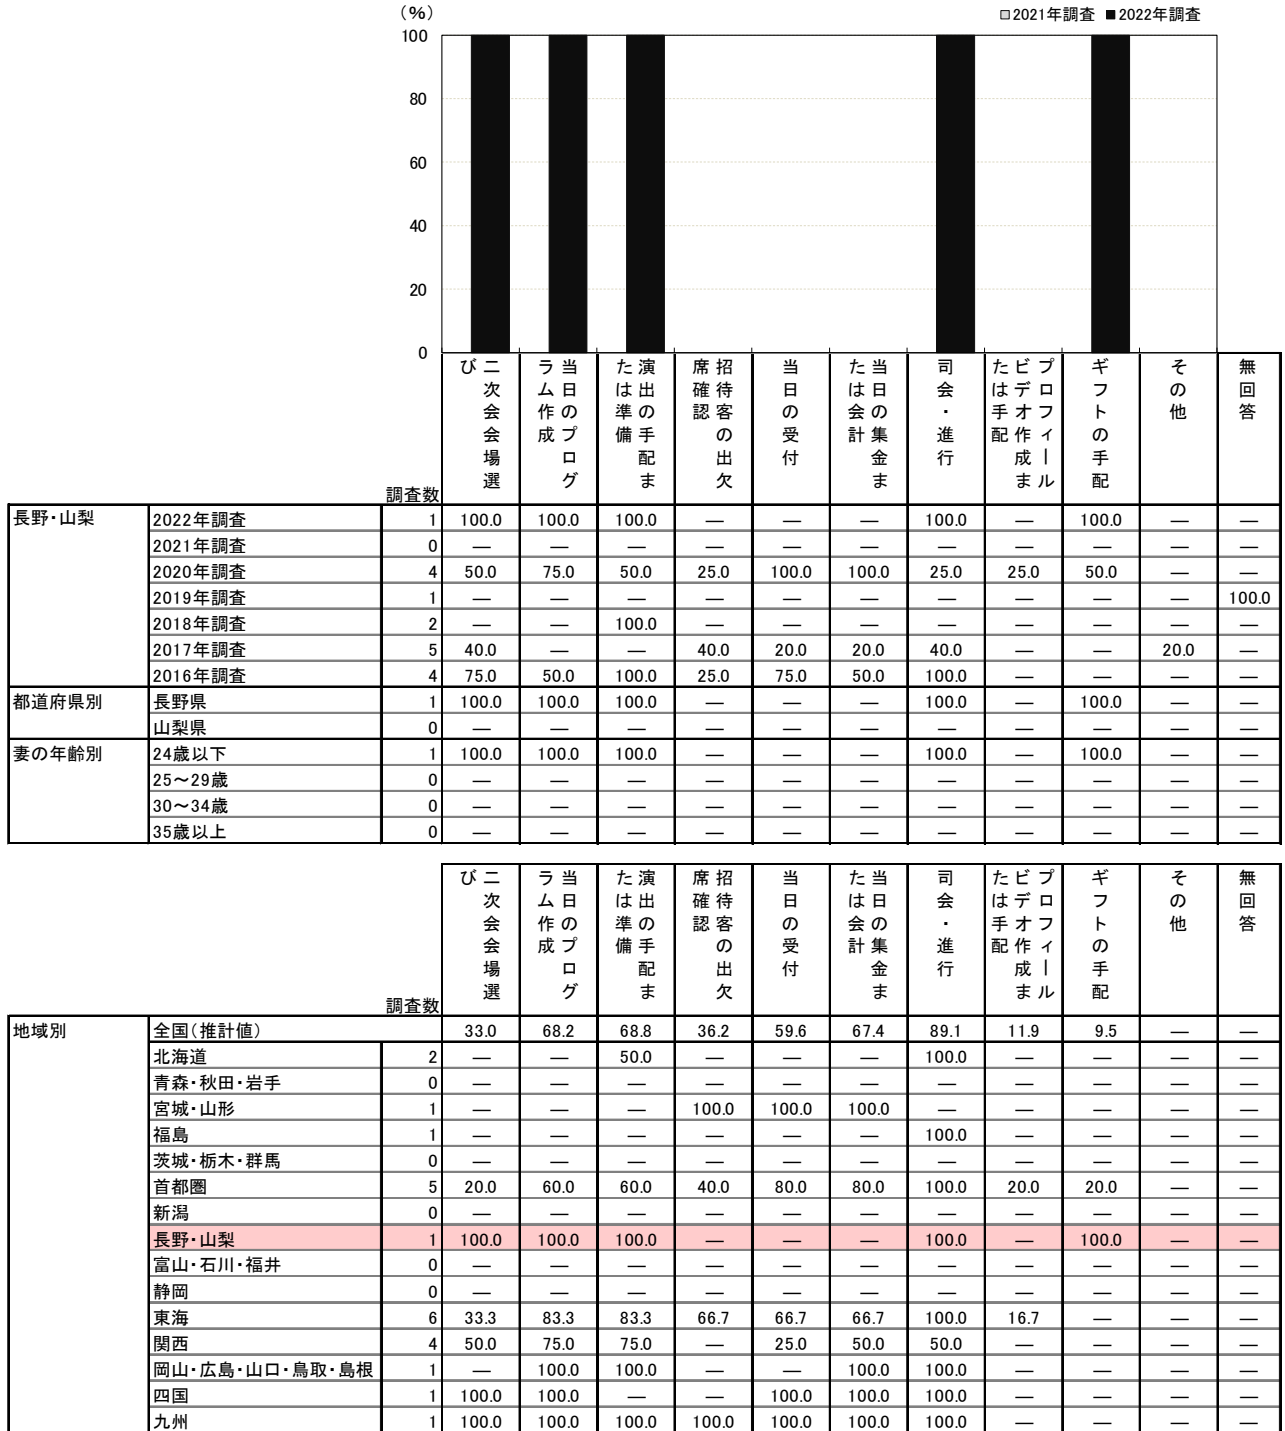 （%）
□2021年調査 ■2022年調査
100
80
60
40
20
0
調査数 二次会会場選び 当日のプログラム作成 演出の手配または準備 招待客の出欠席確認 当日の受付 当日の集金または会計 司会・進行 プロフィールビデオ作成または手配 ギフトの手配 その他 無回答
長野・山梨 2022年調査 1 100.0 100.0 100.0 — — — 100.0 — 100.0 — —
2021年調査 0 — — — — — — — — — — —
2020年調査 4 50.0 75.0 50.0 25.0 100.0 100.0 25.0 25.0 50.0 — —
2019年調査 1 — — — — — — — — — — 100.0
2018年調査 2 — — 100.0 — — — — — — — —
2017年調査 5 40.0 — — 40.0 20.0 20.0 40.0 — — 20.0 —
2016年調査 4 75.0 50.0 100.0 25.0 75.0 50.0 100.0 — — — —
都道府県別 長野県 1 100.0 100.0 100.0 — — — 100.0 — 100.0 — —
山梨県 0 — — — — — — — — — — —
妻の年齢別 24歳以下 1 100.0 100.0 100.0 — — — 100.0 — 100.0 — —
25～29歳 0 — — — — — — — — — — —
30～34歳 0 — — — — — — — — — — —
35歳以上 0 — — — — — — — — — — —
調査数 二次会会場選び 当日のプログラム作成 演出の手配または準備 招待客の出欠席確認 当日の受付 当日の集金または会計 司会・進行 プロフィールビデオ作成または手配 ギフトの手配 その他 無回答
地域別 全国（推計値） 33.0 68.2 68.8 36.2 59.6 67.4 89.1 11.9 9.5 — —
北海道 2 — — 50.0 — — — 100.0 — — — —
青森・秋田・岩手 0 — — — — — — — — — — —
宮城・山形 1 — — — 100.0 100.0 100.0 — — — — —
福島 1 — — — — — — 100.0 — — — —
茨城・栃木・群馬 0 — — — — — — — — — — —
首都圏 5 20.0 60.0 60.0 40.0 80.0 80.0 100.0 20.0 20.0 — —
新潟 0 — — — — — — — — — — —
長野・山梨 1 100.0 100.0 100.0 — — — 100.0 — 100.0 — —
富山・石川・福井 0 — — — — — — — — — — —
静岡 0 — — — — — — — — — — —
東海 6 33.3 83.3 83.3 66.7 66.7 66.7 100.0 16.7 — — —
関西 4 50.0 75.0 75.0 — 25.0 50.0 50.0 — — — —
岡山・広島・山口・鳥取・島根 1 — 100.0 100.0 — — 100.0 100.0 — — — —
四国 1 100.0 100.0 — — 100.0 100.0 100.0 — — — —
九州 1 100.0 100.0 100.0 100.0 100.0 100.0 100.0 — — — —